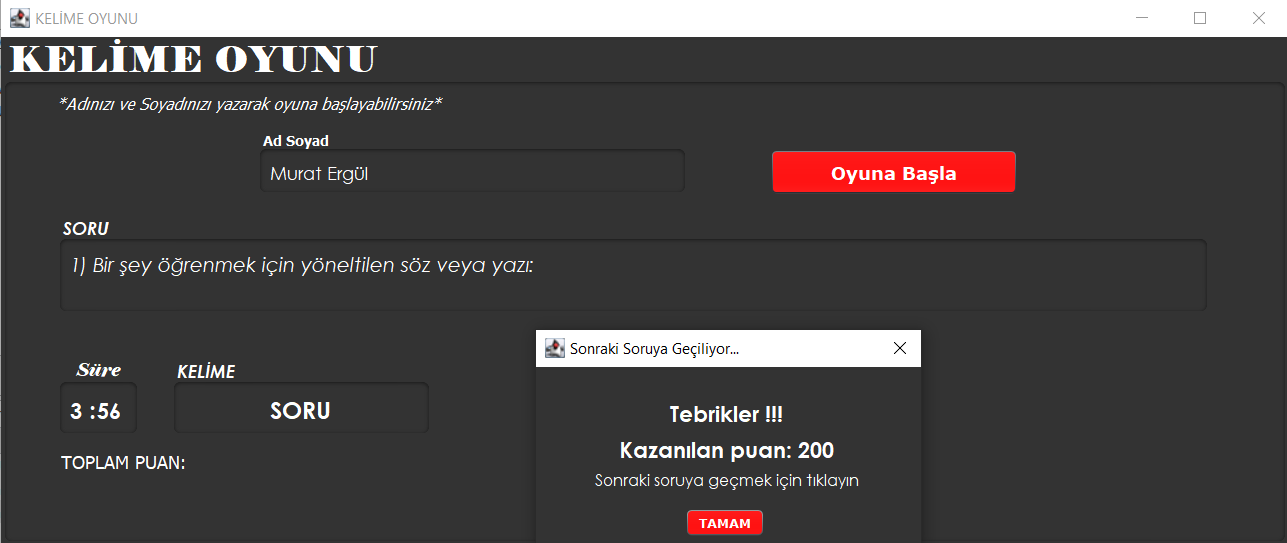 KELİME OYUNU
KELİME OYUNU
*Adınızı ve Soyadınızı yazarak oyuna başlayabilirsiniz*
Ad Soyad
Murat Ergül
Oyuna Başla
SORU
1) Bir şey öğrenmek için yöneltilen söz veya yazı:
Süre
KELİME
3 :56
SORU
TOPLAM PUAN:
Sonraki Soruya Geçiliyor...
Tebrikler !!!
Kazanılan puan: 200
Sonraki soruya geçmek için tıklayın
TAMAM